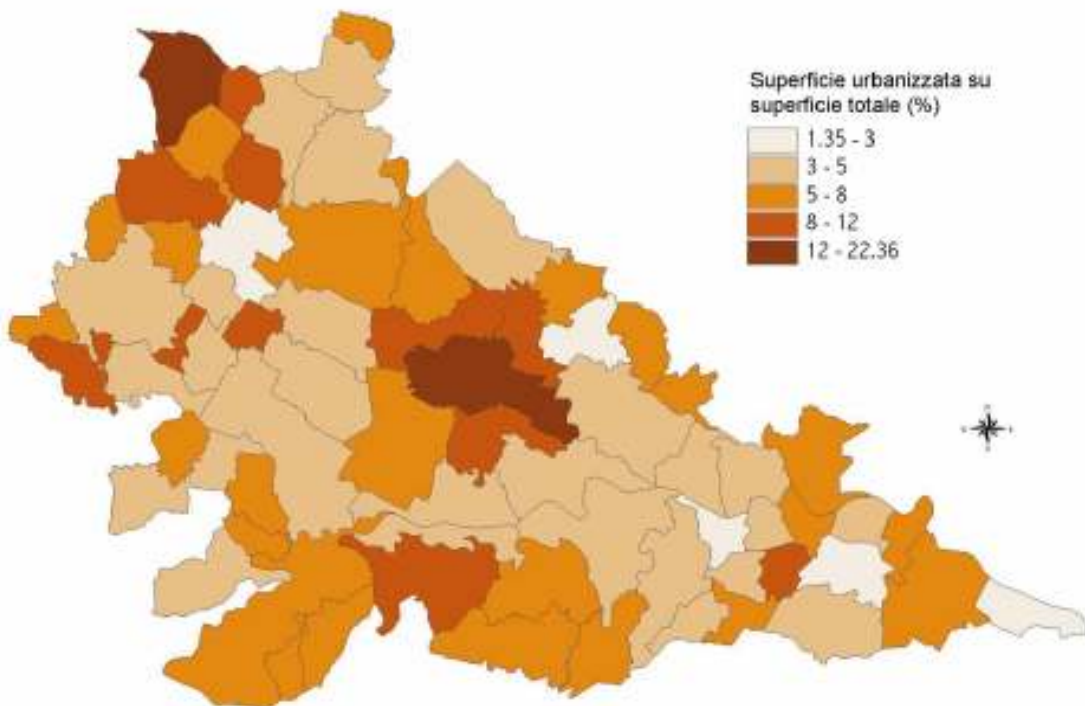 Superficie urbanizzata su
superficie totale (%)
1.35 - 3
3 - 5
5 - 8
8 - 12
12 - 22.36